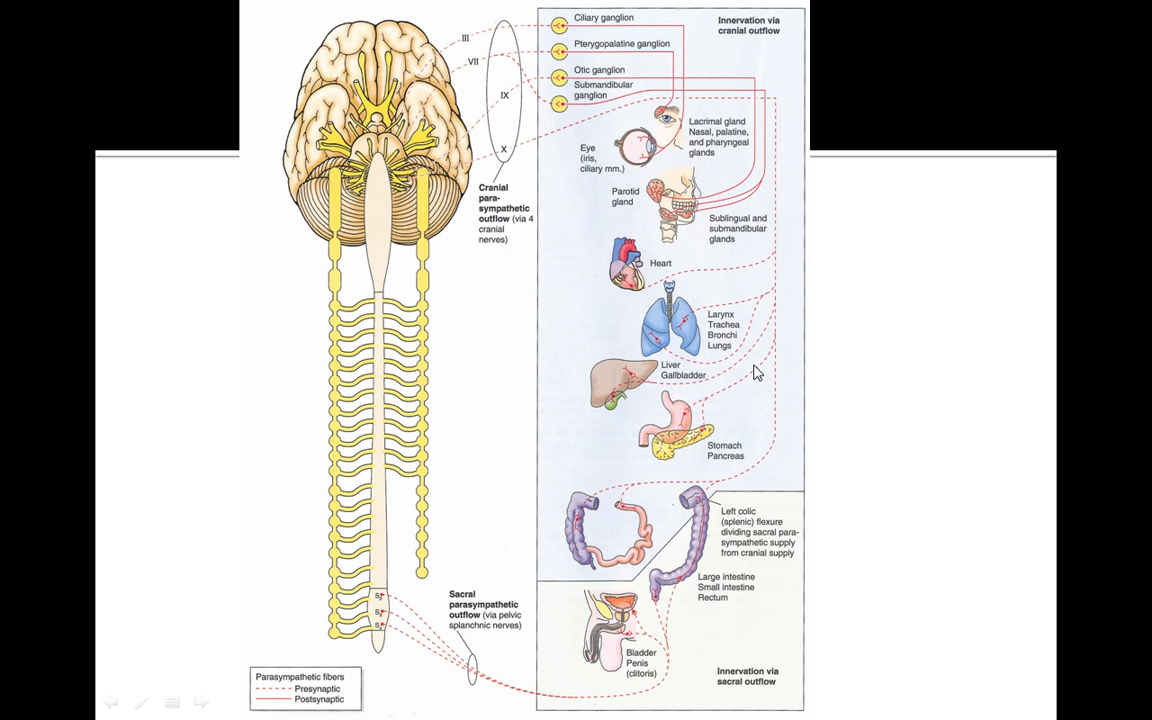 III
VII
IX
X
Cranial
para-
sympathetic
outflow (via 4
cranial
nerves)
Ciliary ganglion
Pterygopalatine ganglion
Otic ganglion
Submandibular
ganglion
Innervation via
cranial outflow
Lacrimal gland
Nasal, palatine,
and pharyngeal
glands
Eye
(iris,
ciliary mm.)
Parotid
gland
Sublingual and
submandibular
glands
Heart
Larynx
Trachea
Bronchi
Lungs
Liver
Gallbladder
Stomach
Pancreas
Left colic
(splenic) flexure
dividing sacral para-
sympathetic supply
from cranial supply
Large intestine
Small intestine
Rectum
Sacral
parasympathetic
outflow (via pelvic
splanchnic nerves)
Bladder
Penis
(clitoris)
Innervation via
sacral outflow
Parasympathetic fibers
Presynaptic
Postsynaptic